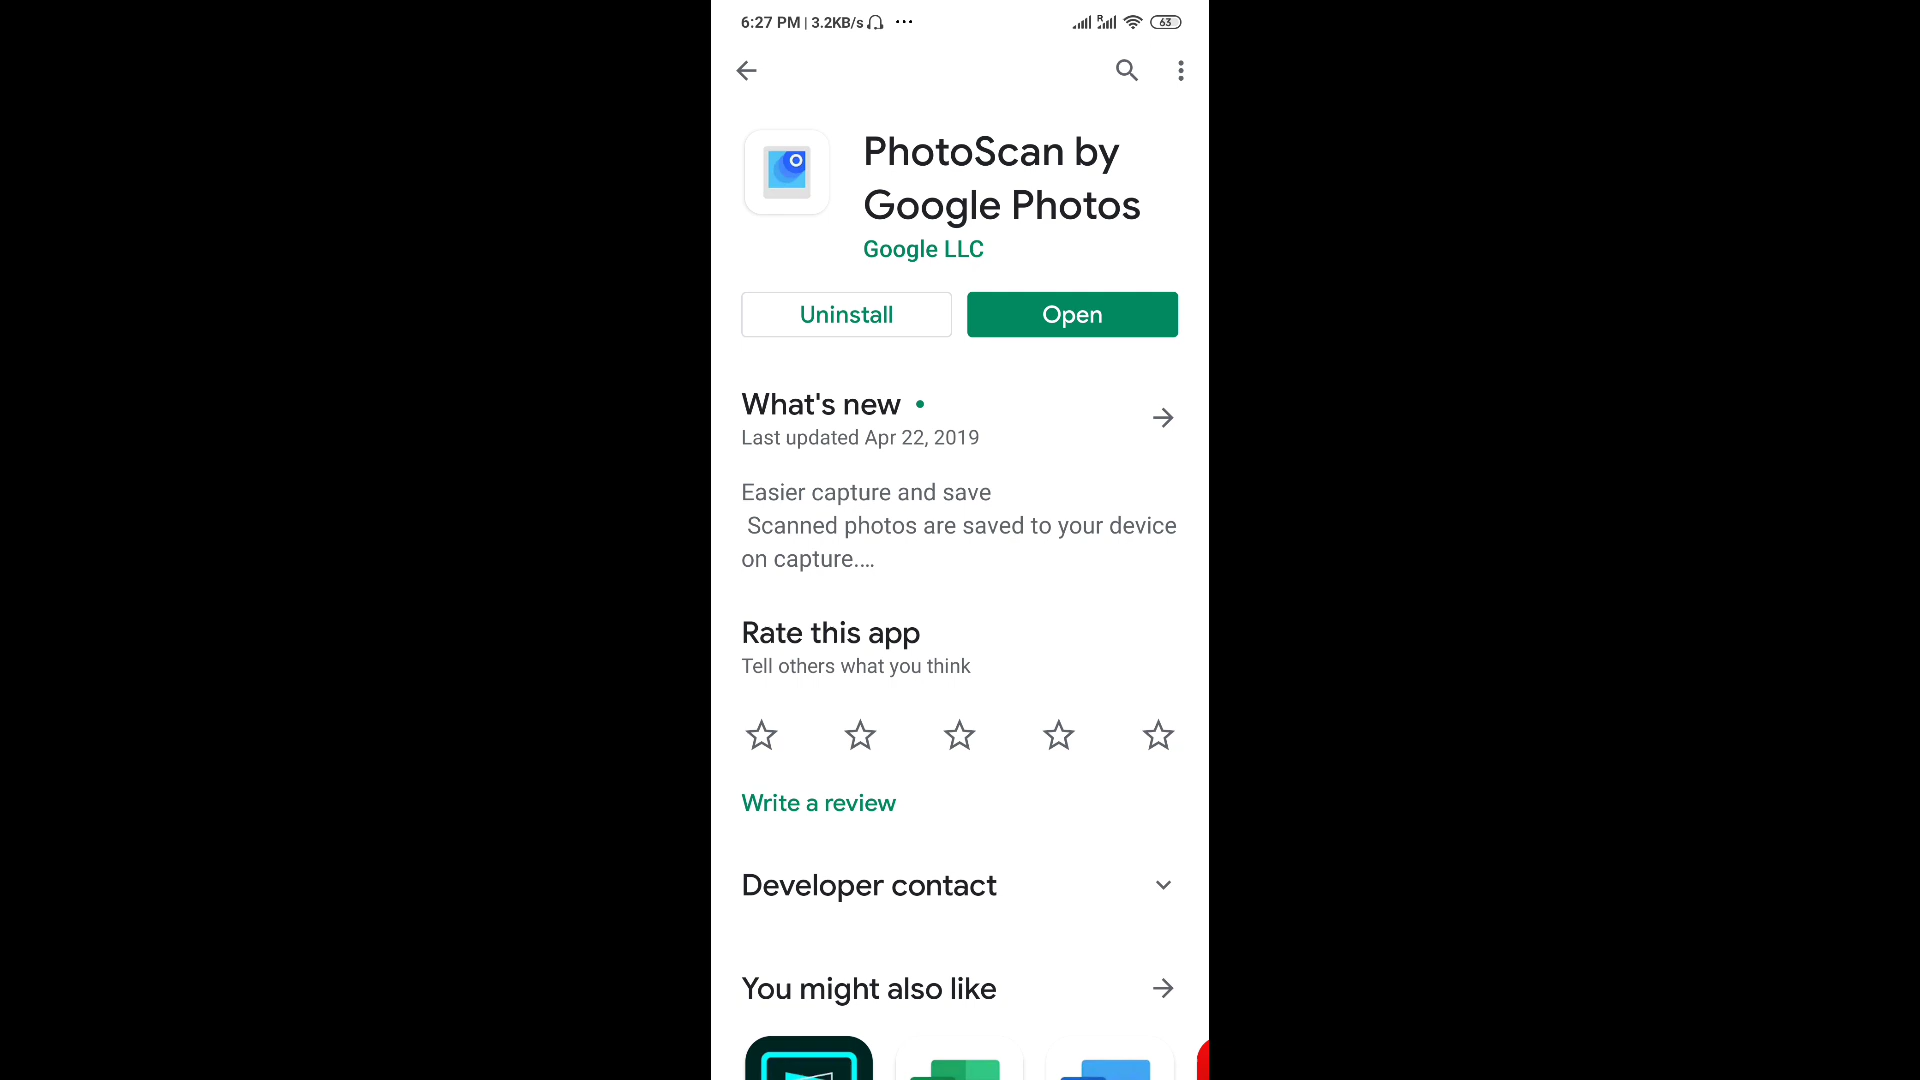 6:27 PM | 3.2KB/s ...
R
63
PhotoScan by
Google Photos
Google LLC
Uninstall
Open
What's new •
Last updated Apr 22, 2019
Easier capture and save
Scanned photos are saved to your device
on capture....
Rate this app
Tell others what you think
Write a review
Developer contact
You might also like